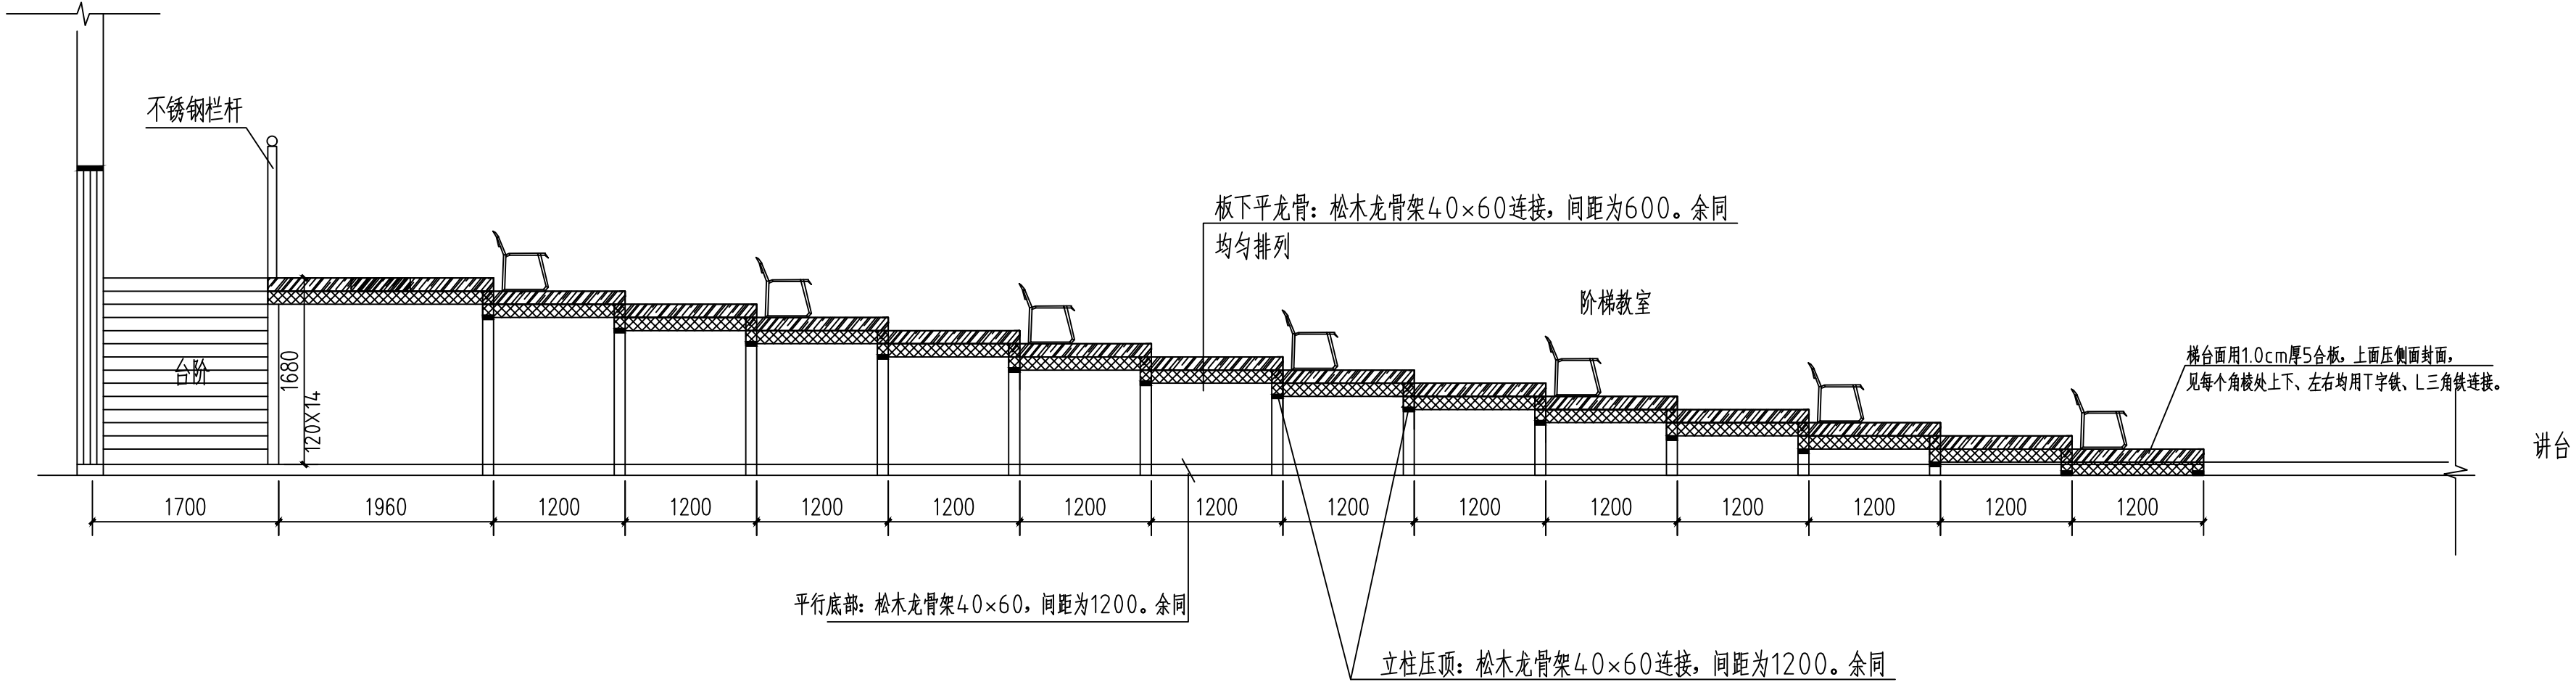 不锈钢栏杆
板下平龙骨：松木龙骨架40×60连接，间距为600。余同
均匀排列
阶梯教室
梯台面用1.0cm厚5合板，上面压侧面封面，
见每个角棱处上下、左右均用T字铁、L三角铁连接。
台阶
1680
120X14
讲台
1700
1960
1200
1200
1200
1200
1200
1200
1200
1200
1200
1200
1200
1200
1200
平行底部：松木龙骨架40×60，间距为1200。余同
立柱压顶：松木龙骨架40×60连接，间距为1200。余同